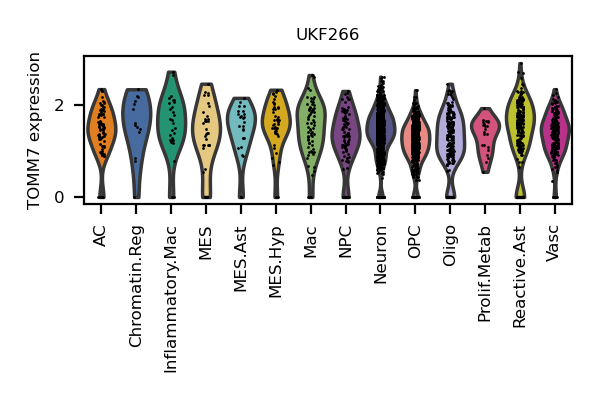 UKF266
TOMM7 expression
2
0
AC
Chromatin.Reg
Inflammatory.Mac
MES
MES.Ast
MES.Hyp
Mac
NPC
Neuron
OPC
Oligo
Prolif.Metab
Reactive.Ast
Vasc